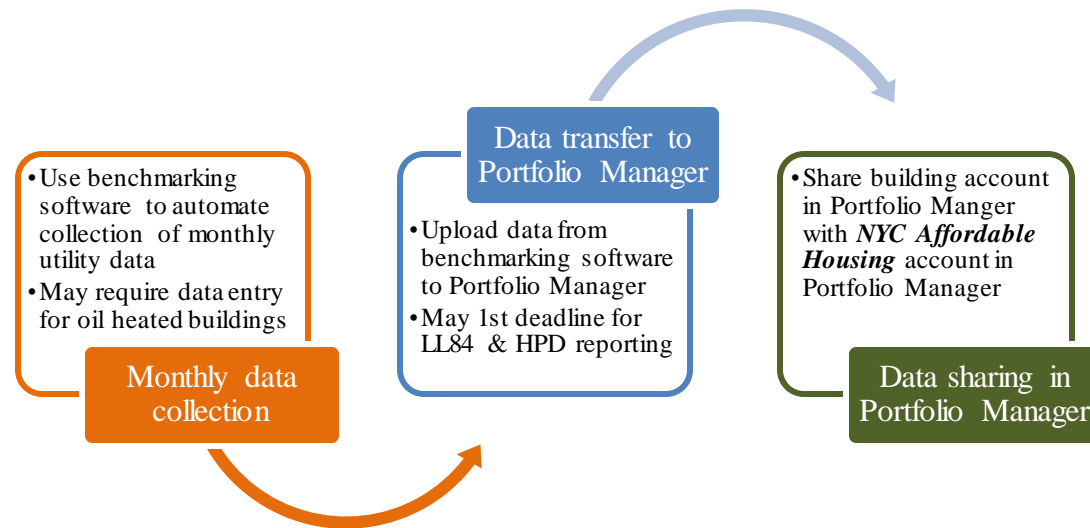 •Use benchmarking
software to automate
collection of monthly
utility data
•May require data entry
for oil heated buildings
Monthly data
collection
Data transfer to
Portfolio Manager
•Upload data from
benchmarking software
to Portfolio Manager
•May 1st deadline for
LL84 & HPD reporting
•Share building account
in Portfolio Manger
with NYC Affordable
Housing account in
Portfolio Manager
Data sharing in
Portfolio Manager